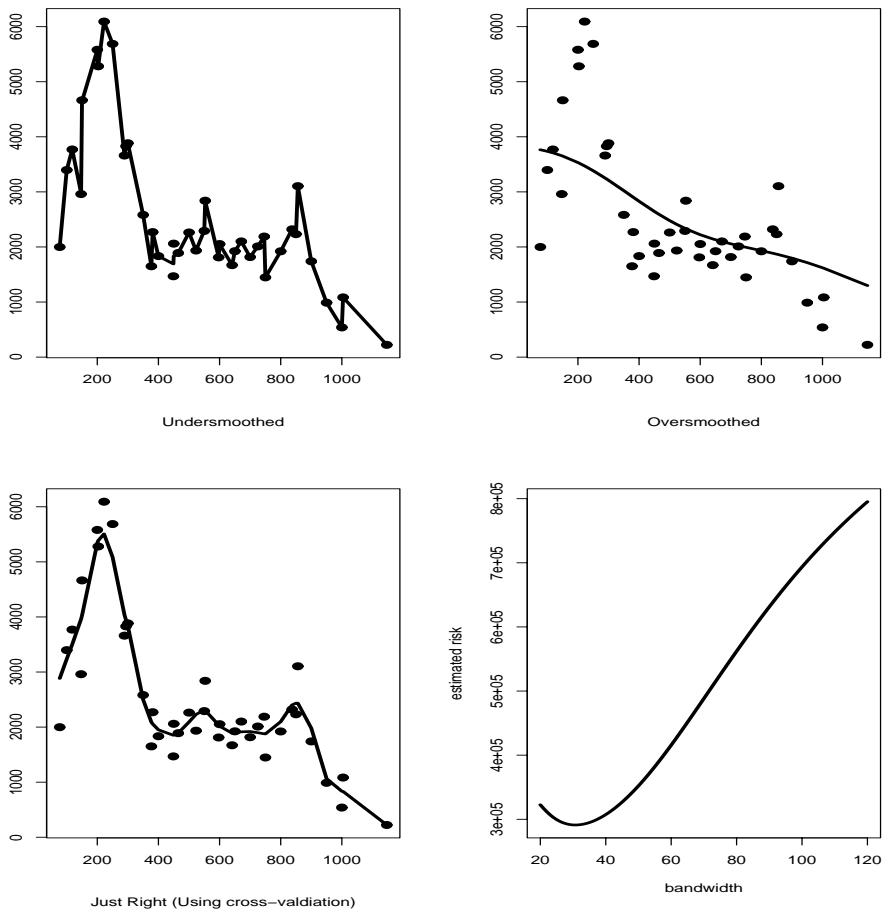 6000
5000
4000
3000
2000
1000
0
200 400 600 800 1000
Undersmoothed
6000
5000
4000
3000
2000
1000
0
200 400 600 800 1000
Oversmoothed
6000
5000
4000
3000
2000
1000
0
200 400 600 800 1000
Just Right (Using cross−valdiation)
8e+05
7e+05
6e+05
5e+05
4e+05
3e+05
estimated risk
20 40 60 80 100 120
bandwidth